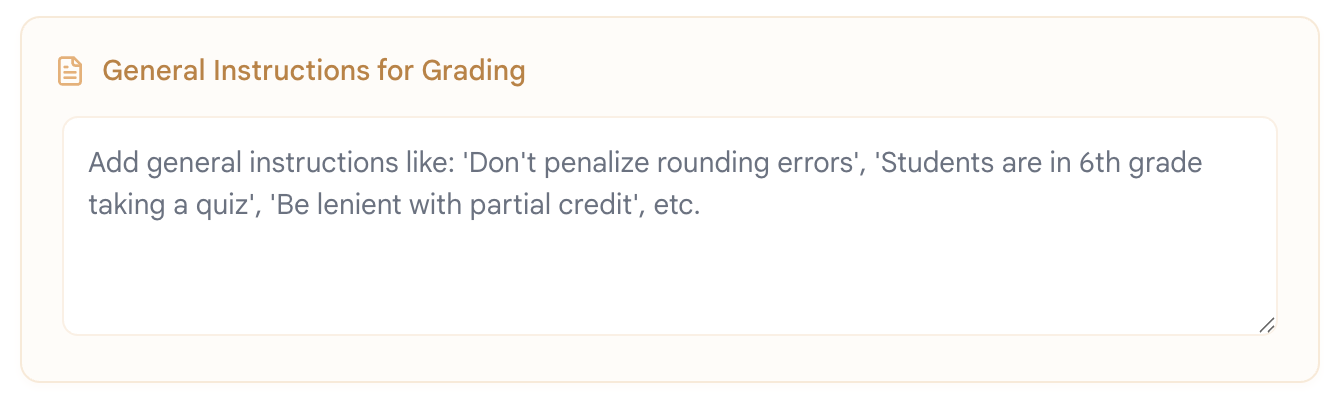 General Instructions for Grading
Add general instructions like: 'Don't penalize rounding errors', 'Students are in 6th grade
taking a quiz', 'Be lenient with partial credit', etc.